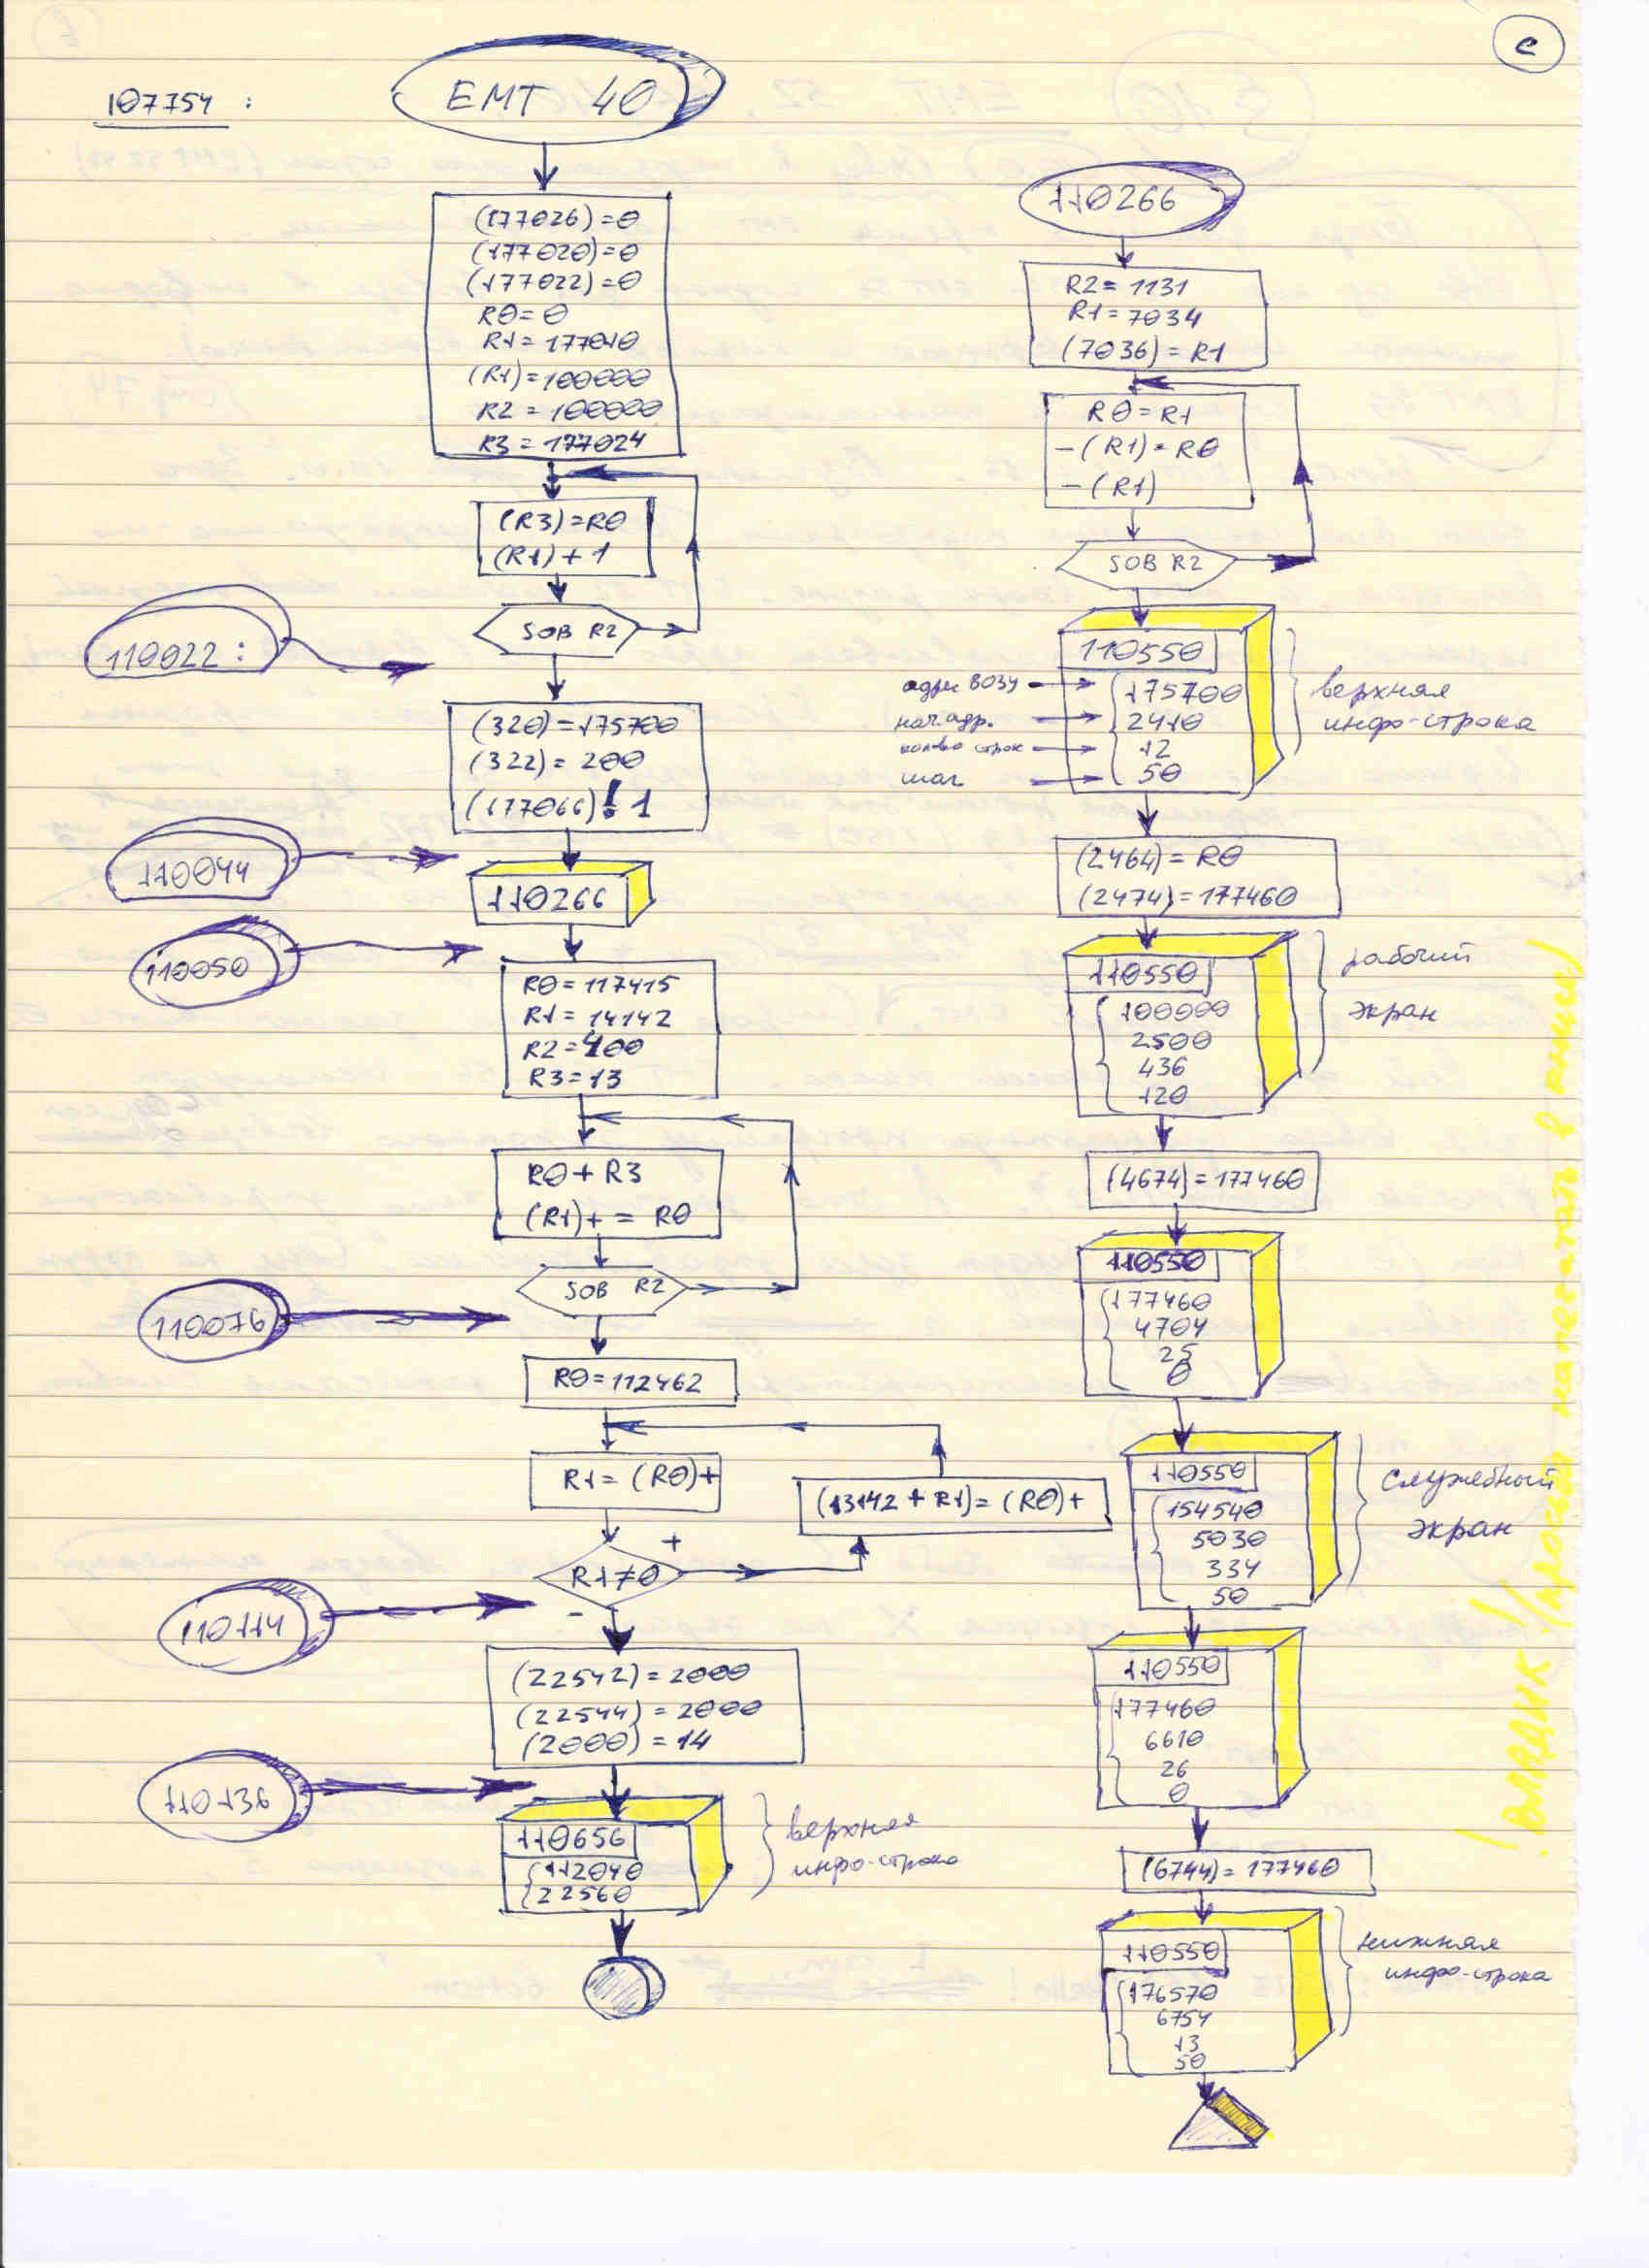 c
107754 :
EMT 40
(177026)=0
(177020)=0
(177022)=0
R0=0
R1=177010
(R1)=100000
R2=100000
R3=177024
(R3)=R0
(R1)+1
SOB R2
110022:
(320)=175700
(322)=200
(177066)! 1
110044
110266
110050
R0=117415
R1=14142
R2=400
R3=13
R0+R3
(R1)+ = R0
SOB R2
110076
R0=112462
R1=(R0)+
(13142+R1)=(R0)+
R1≠0
+
-
110114
(22542)=2000
(22544)=2000
(2000)=14
110136
110656
112040
22560
верхняя
инфо-строка
110266
R2=1131
R1=7034
(7036)=R1
R0=R1
-(R1)=R0
-(R1)
SOB R2
110550
адрес ВОЗУ
175700
нач. адр.
2410
колво строк
12
шаг
50
верхняя
инфо-строка
(2464)=R0
(2474)=177460
110550
100000
2500
436
120
рабочий
экран
(4674)=177460
110550
177460
4704
25
0
110550
154540
5030
334
50
служебный
экран
110550
177460
6610
26
0
(6744)=177460
110550
176570
6754
13
50
нижняя
инфо-строка
! ВЛАДИК! (просьба напечатать в книге)